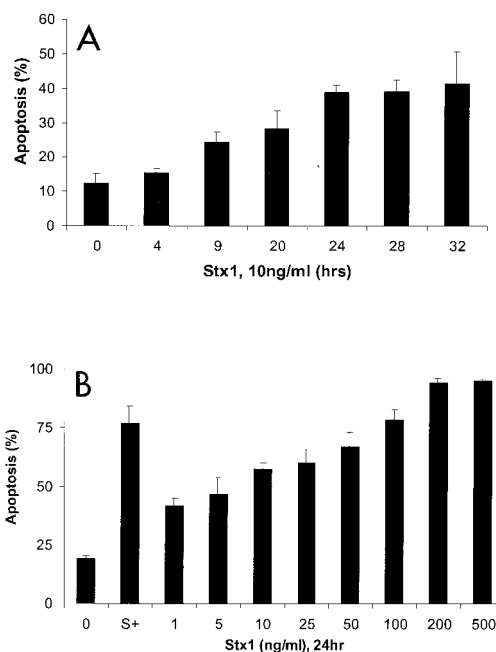 A
60
50
40
30
20
10
0
Apoptosis (%)
0 4 9 20 24 28 32
Stx1, 10ng/ml (hrs)
B
100
75
50
25
0
Apoptosis (%)
0 S+ 1 5 10 25 50 100 200 500
Stx1 (ng/ml), 24hr